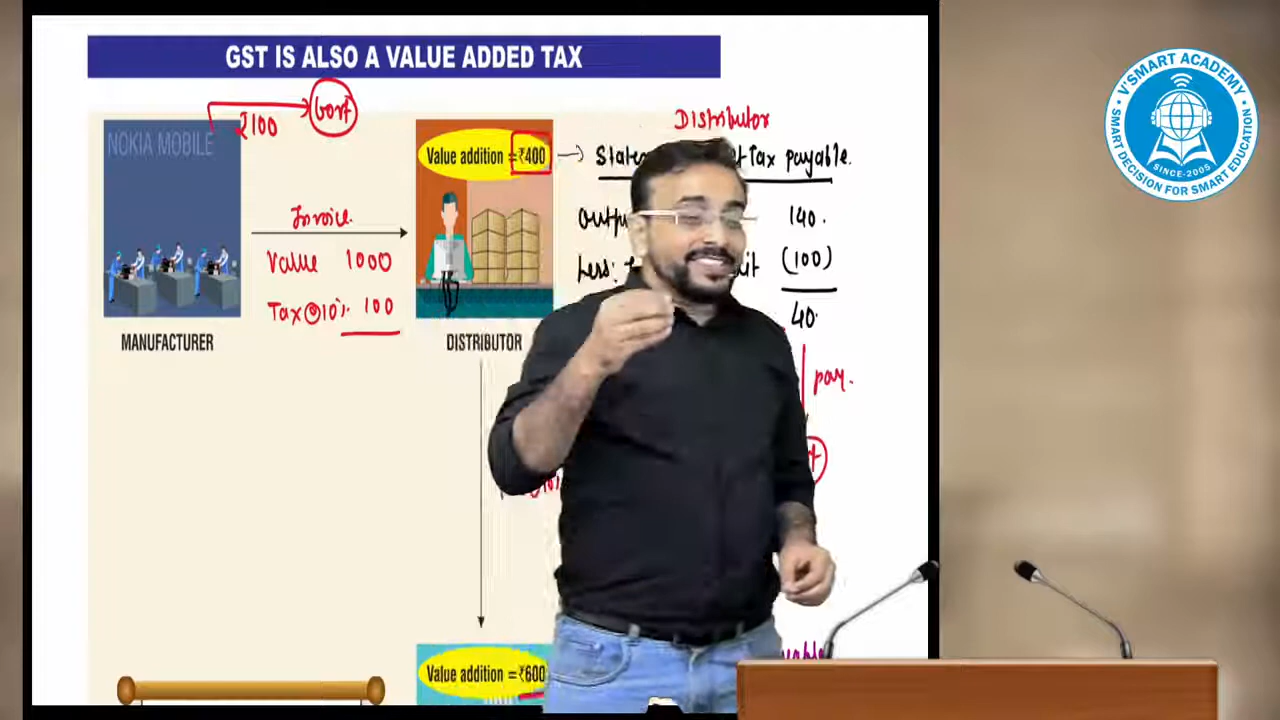 GST IS ALSO A VALUE ADDED TAX
NOKIA MOBILE
₹100
Govt
Invoice
Value 1000
Tax@10% 100
MANUFACTURER
Value addition = ₹400
DISTRIBUTOR
Distributor
Tax payable.
140.
Less:
(100)
40.
pay.
Value addition = ₹600
V'SMART ACADEMY
SMART DECISION FOR SMART EDUCATION
SINCE-2005